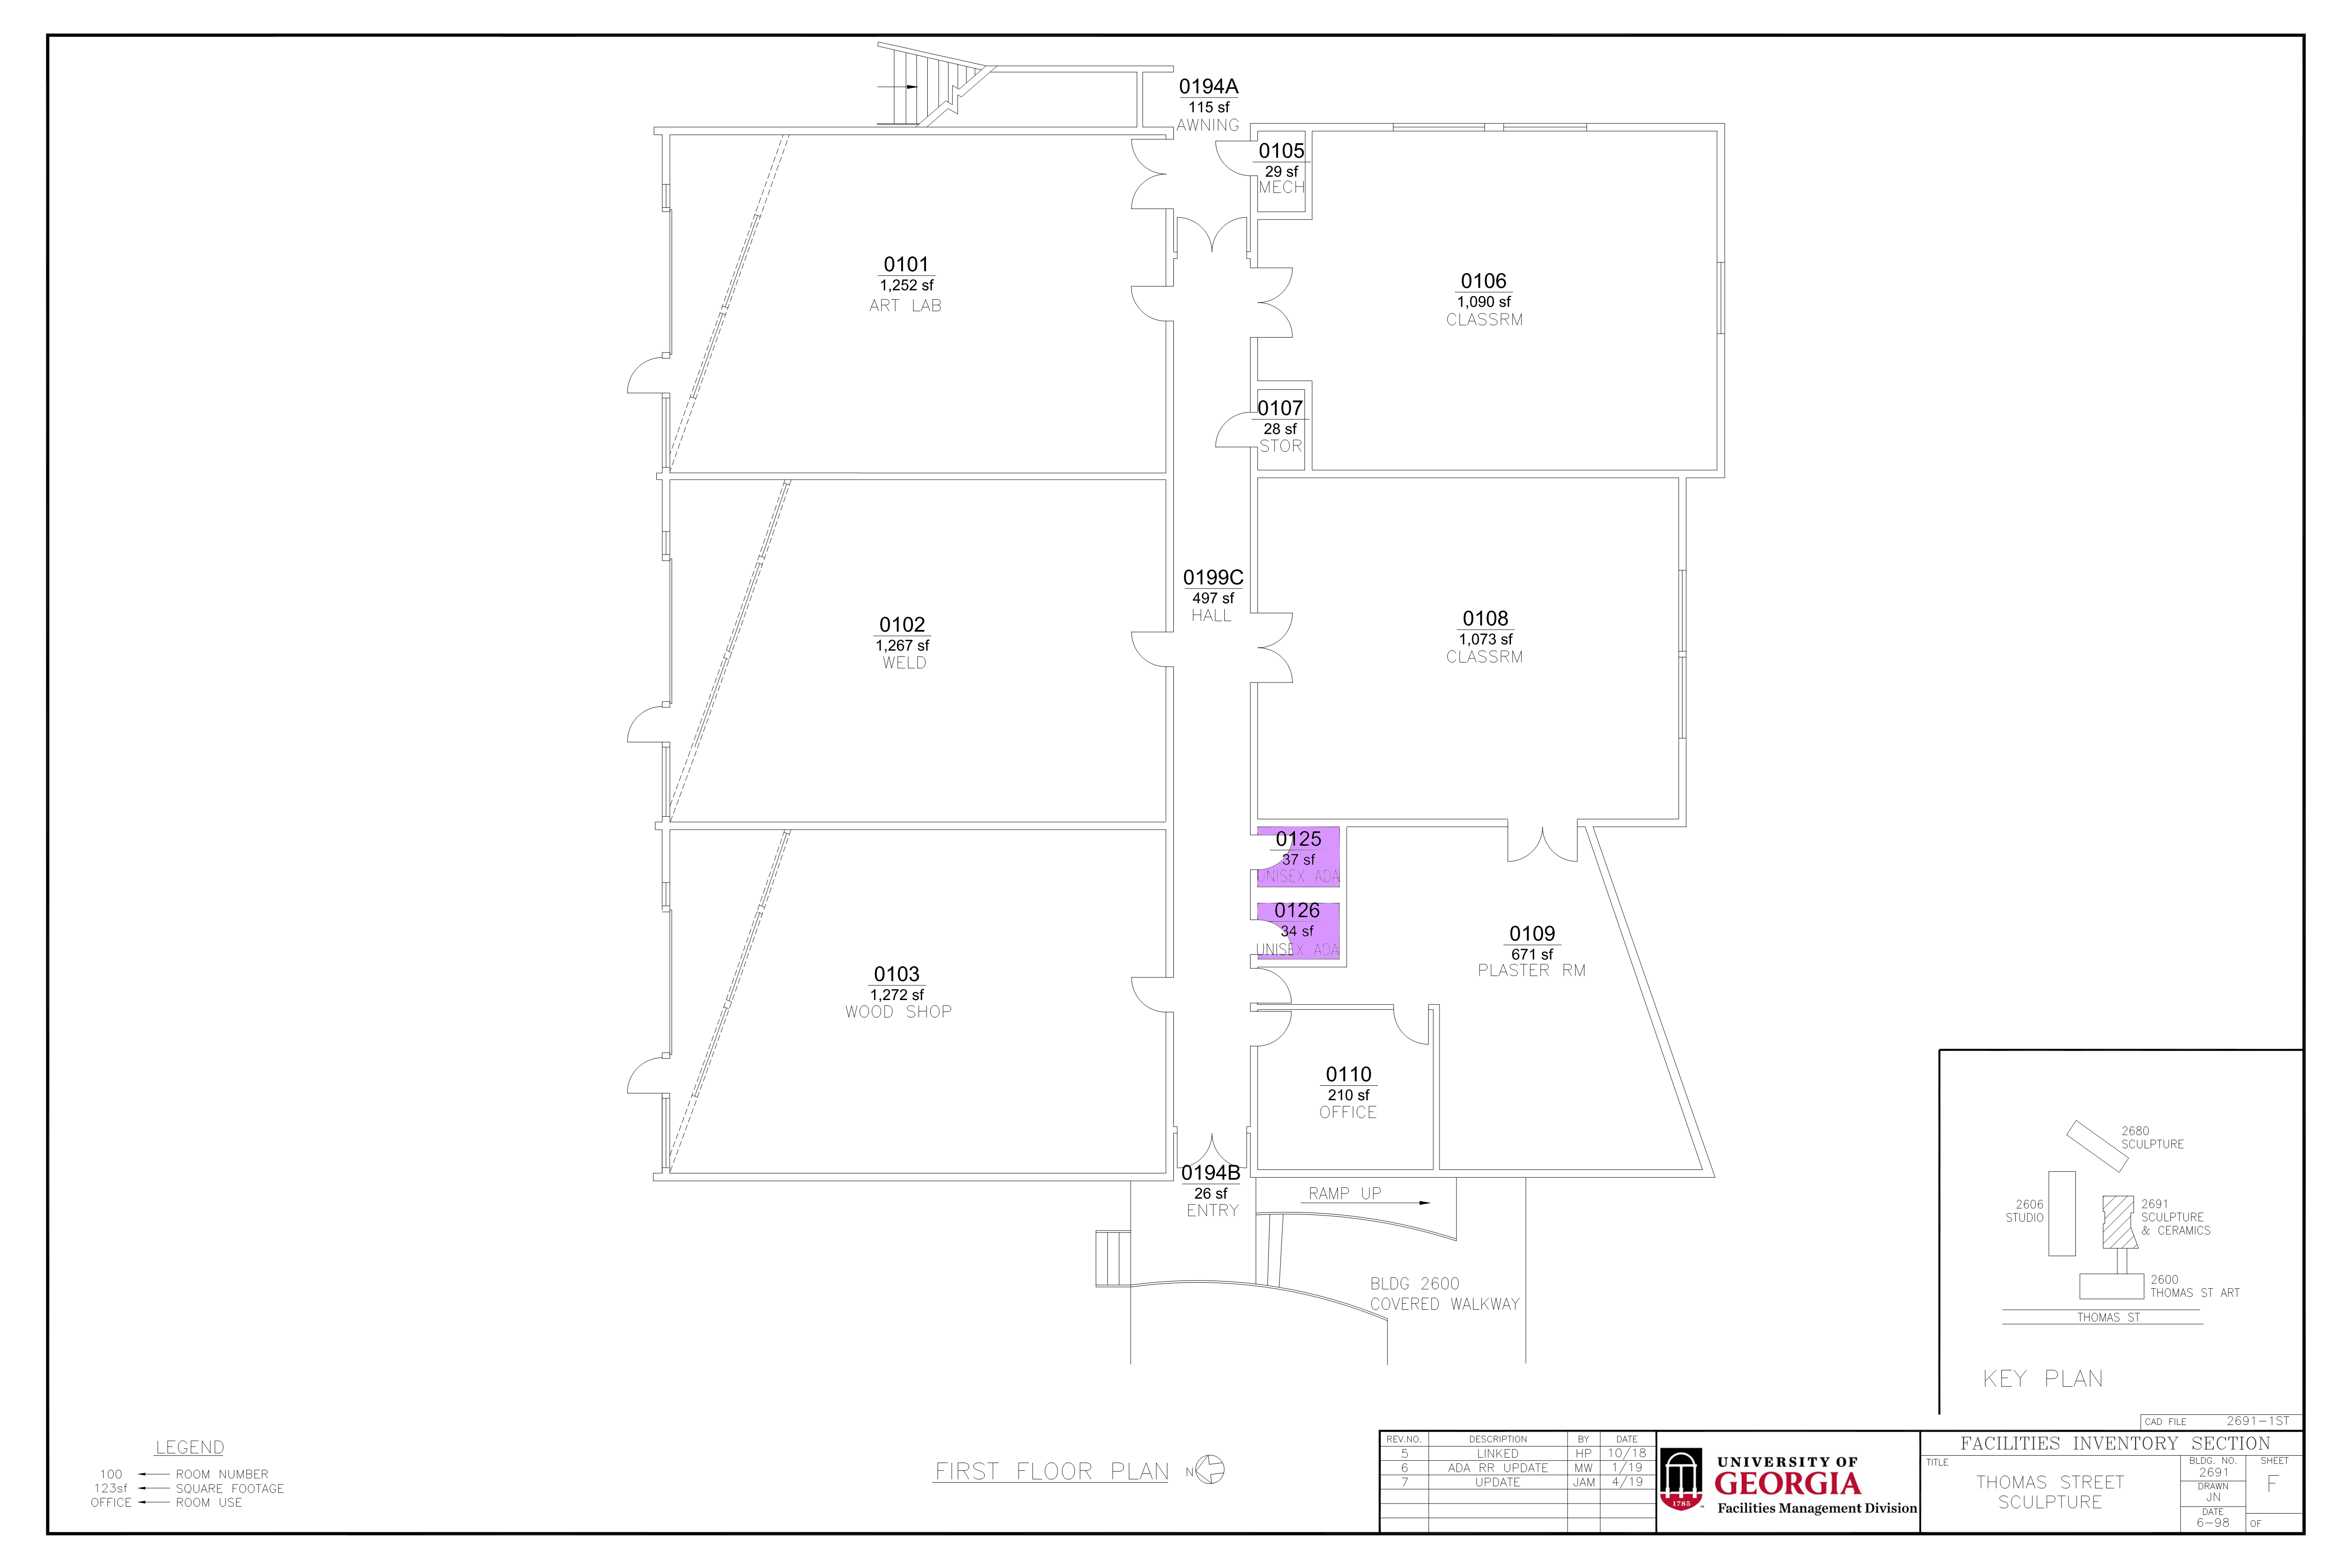 0194A
115 sf
AWNING
0105
29 sf
MECH
0101
1,252 sf
ART LAB
0106
1,090 sf
CLASSRM
0107
28 sf
STOR
0199C
497 sf
HALL
0102
1,267 sf
WELD
0108
1,073 sf
CLASSRM
0125
37 sf
UNISEX ADA
0126
34 sf
UNISEX ADA
0109
671 sf
PLASTER RM
0103
1,272 sf
WOOD SHOP
0110
210 sf
OFFICE
0194B
26 sf
ENTRY
RAMP UP
BLDG 2600
COVERED WALKWAY
2680
SCULPTURE
2606
STUDIO
2691
SCULPTURE
& CERAMICS
2600
THOMAS ST ART
THOMAS ST
KEY PLAN
LEGEND
100 ROOM NUMBER
123sf SQUARE FOOTAGE
OFFICE ROOM USE
FIRST FLOOR PLAN N
REV.NO. DESCRIPTION BY DATE
5 LINKED HP 10/18
6 ADA RR UPDATE MW 1/19
7 UPDATE JAM 4/19
1785
UNIVERSITY OF
GEORGIA
Facilities Management Division
CAD FILE 2691-1ST
FACILITIES INVENTORY SECTION
TITLE
THOMAS STREET
SCULPTURE
BLDG. NO.
2691
DRAWN
JN
DATE
6-98
SHEET
F
OF